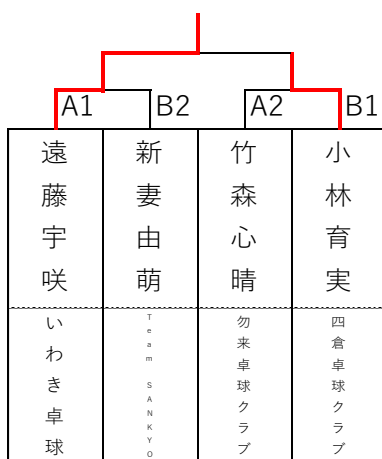 A1
B2
A2
B1
遠藤宇咲
新妻由萌
竹森心晴
小林育実
いわき卓球
Team SANKYO
勿来卓球クラブ
四倉卓球クラブ